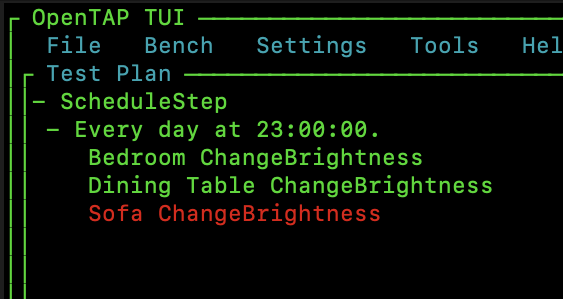 OpenTAP TUI
File Bench Settings Tools Hel
Test Plan
- ScheduleStep
- Every day at 23:00:00.
Bedroom ChangeBrightness
Dining Table ChangeBrightness
Sofa ChangeBrightness